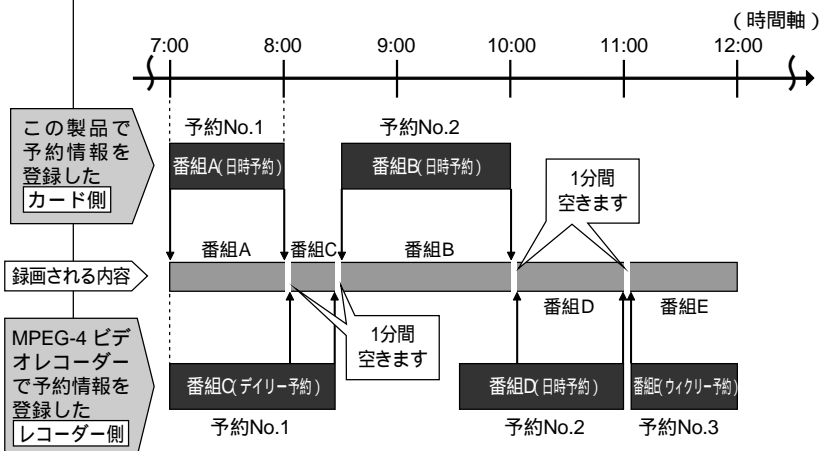 (時間軸)
7:00 8:00 9:00 10:00 11:00 12:00
この製品で
予約情報を
登録した
カード側
予約No.1
予約No.2
番組A(日時予約)
番組B(日時予約)
1分間
空きます
番組A
番組C
番組B
録画される内容
番組D
番組E
1分間
空きます
MPEG-4 ビデ
オレコーダー
で予約情報を
登録した
レコーダー側
番組C(デイリー予約)
番組D(日時予約)
番組E(ウィクリー予約)
予約No.1
予約No.2
予約No.3